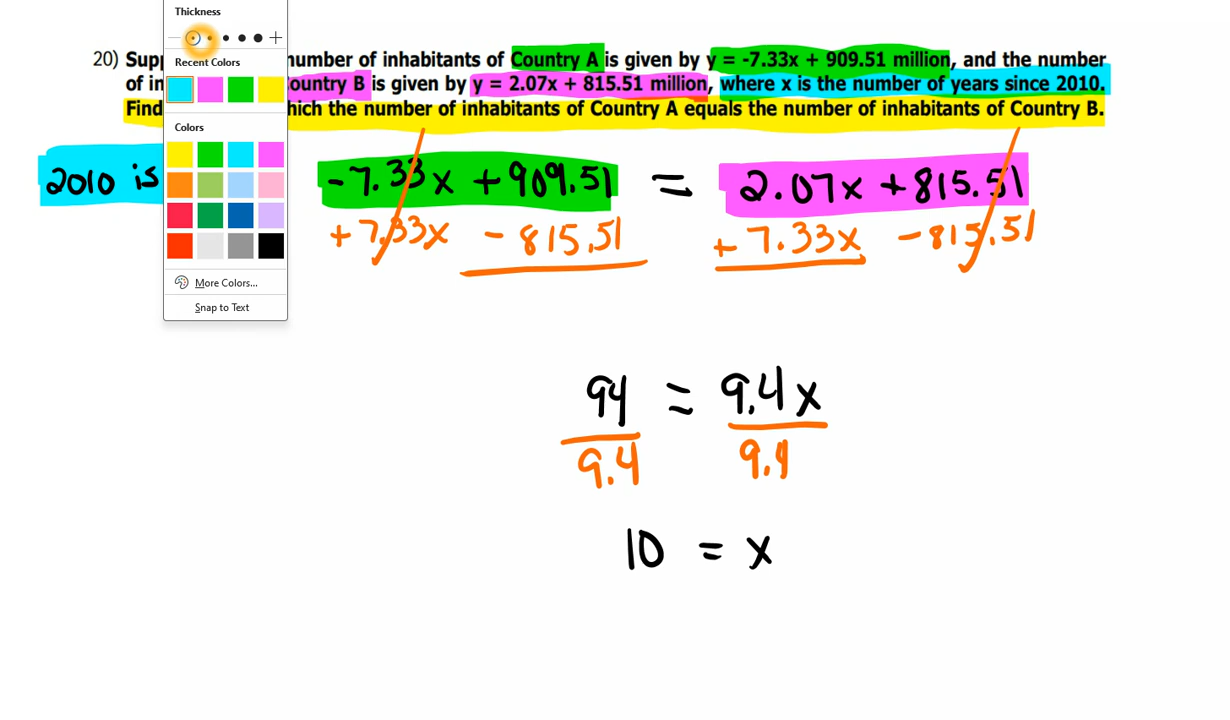 Thickness
Recent Colors
Colors
More Colors...
Snap to Text
20) Supp number of inhabitants of Country A is given by y = -7.33x + 909.51 million, and the number
of in ountry B is given by y = 2.07x + 815.51 million, where x is the number of years since 2010.
Find hich the number of inhabitants of Country A equals the number of inhabitants of Country B.
2010 is -7.33x + 909.51 = 2.07x + 815.51
+ 7.33x - 815.51 + 7.33x - 815.51
94 = 9.4x
9.4 9.4
10 = x